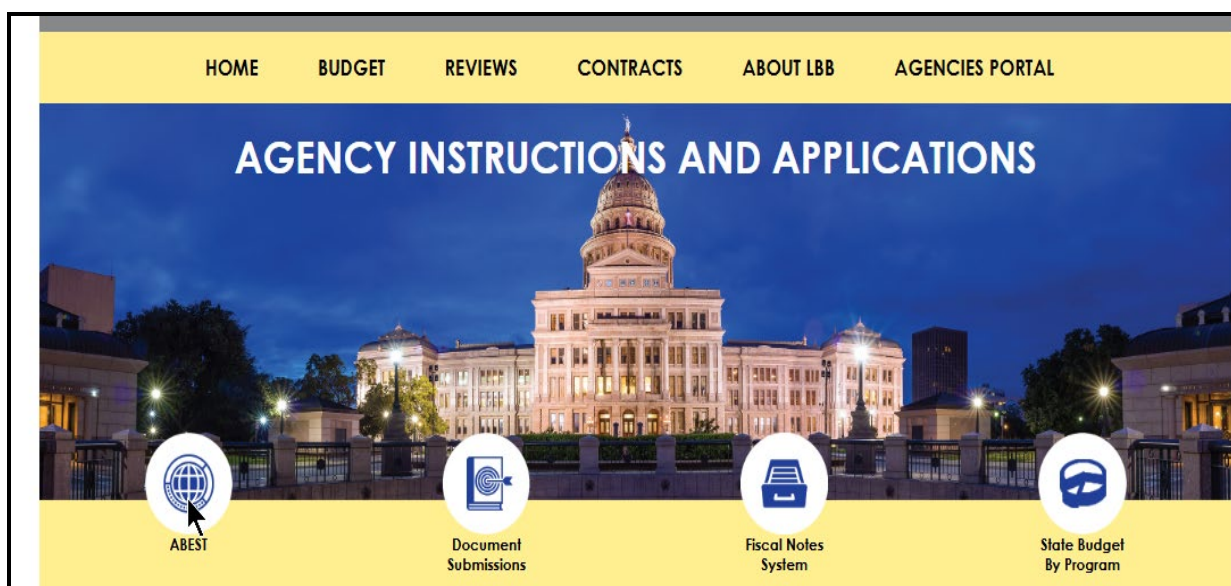 HOME BUDGET REVIEWS CONTRACTS ABOUT LBB AGENCIES PORTAL
AGENCY INSTRUCTIONS AND APPLICATIONS
ABEST
Document
Submissions
Fiscal Notes
System
State Budget
By Program